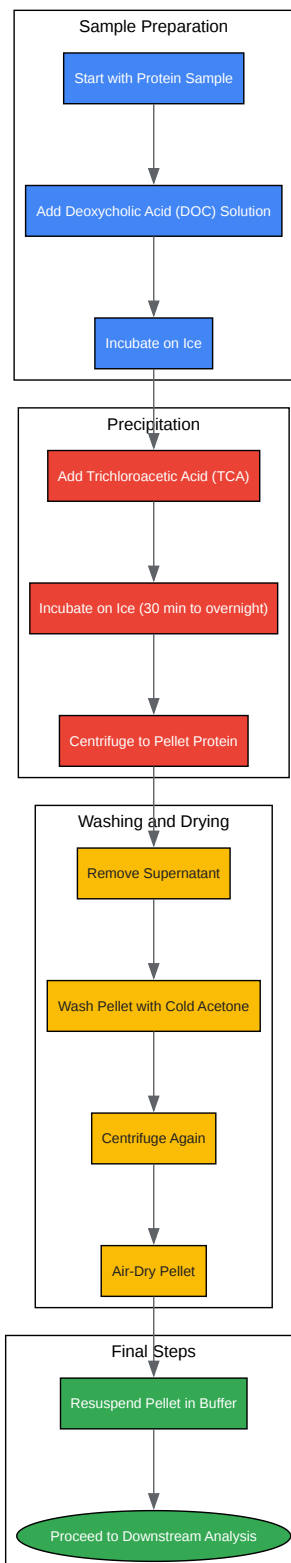 Sample Preparation
Start with Protein Sample
Add Deoxycholic Acid (DOC) Solution
Incubate on Ice
Precipitation
Add Trichloroacetic Acid (TCA)
Incubate on Ice (30 min to overnight)
Centrifuge to Pellet Protein
Washing and Drying
Remove Supernatant
Wash Pellet with Cold Acetone
Centrifuge Again
Air-Dry Pellet
Final Steps
Resuspend Pellet in Buffer
Proceed to Downstream Analysis